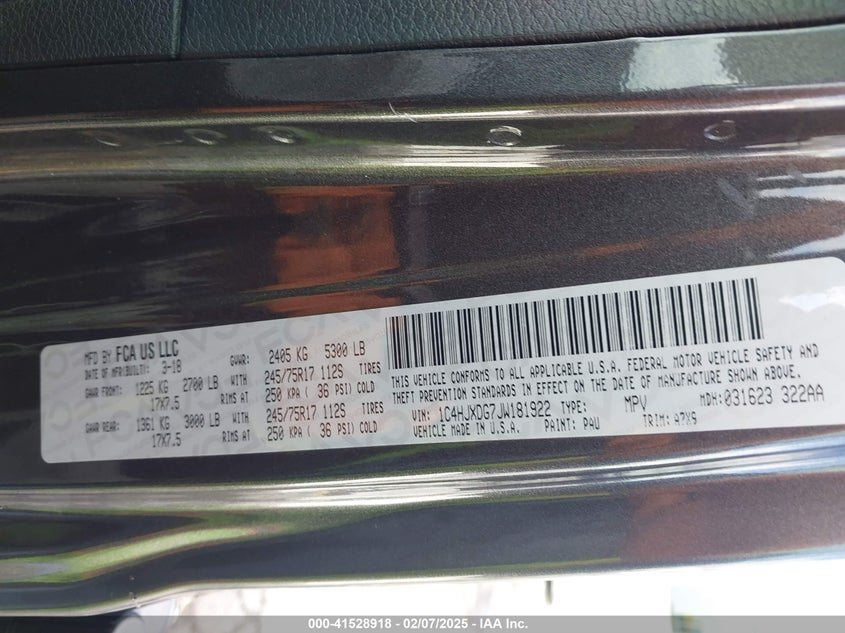 MFD BY FCA US LLC
DATE OF MFR(BUILT): 3-18
GVWR: 2405 KG 5300 LB
GAWR FRONT: 1225 KG 2700 LB WITH 245/75R17 112S TIRES
17X7.5 RIMS AT 250 KPA ( 36 PSI) COLD
GAWR REAR: 1361 KG 3000 LB WITH 245/75R17 112S TIRES
17X7.5 RIMS AT 250 KPA ( 36 PSI) COLD
THIS VEHICLE CONFORMS TO ALL APPLICABLE U.S.A. FEDERAL MOTOR VEHICLE SAFETY AND
THEFT PREVENTION STANDARDS IN EFFECT ON THE DATE OF MANUFACTURE SHOWN ABOVE.
VIN: 1C4HJXDG7JW181922 TYPE: MPV MDH:031623 322AA
VEHICLE MADE IN U.S.A. PAINT: PAU TRIM: A7X9
000-41528918 - 02/07/2025 - IAA Inc.